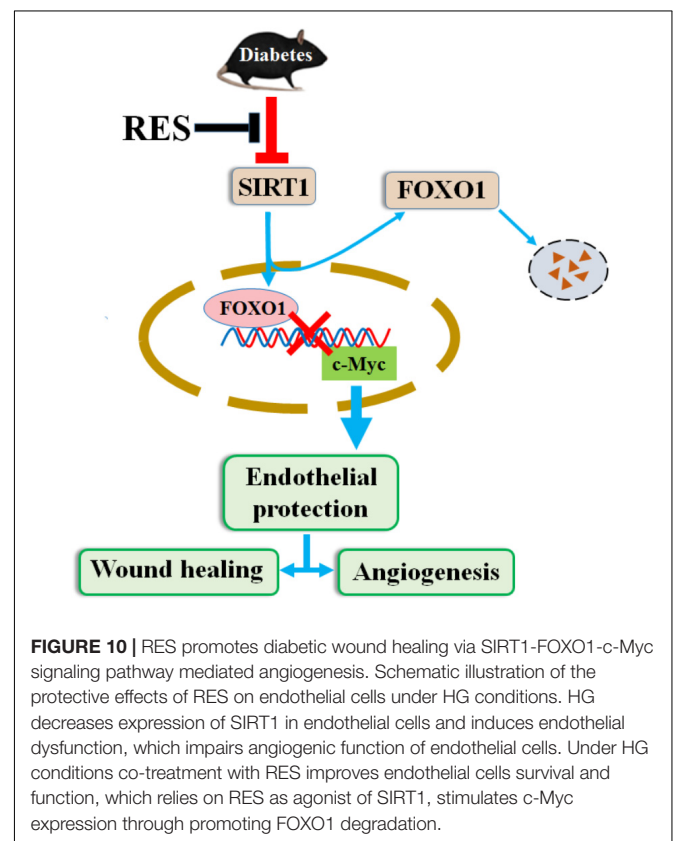 Diabetes
RES
SIRT1
FOXO1
FOXO1
c-Myc
Endothelial
protection
Wound healing
Angiogenesis
FIGURE 10 | RES promotes diabetic wound healing via SIRT1-FOXO1-c-Myc
signaling pathway mediated angiogenesis. Schematic illustration of the
protective effects of RES on endothelial cells under HG conditions. HG
decreases expression of SIRT1 in endothelial cells and induces endothelial
dysfunction, which impairs angiogenic function of endothelial cells. Under HG
conditions co-treatment with RES improves endothelial cells survival and
function, which relies on RES as agonist of SIRT1, stimulates c-Myc
expression through promoting FOXO1 degradation.